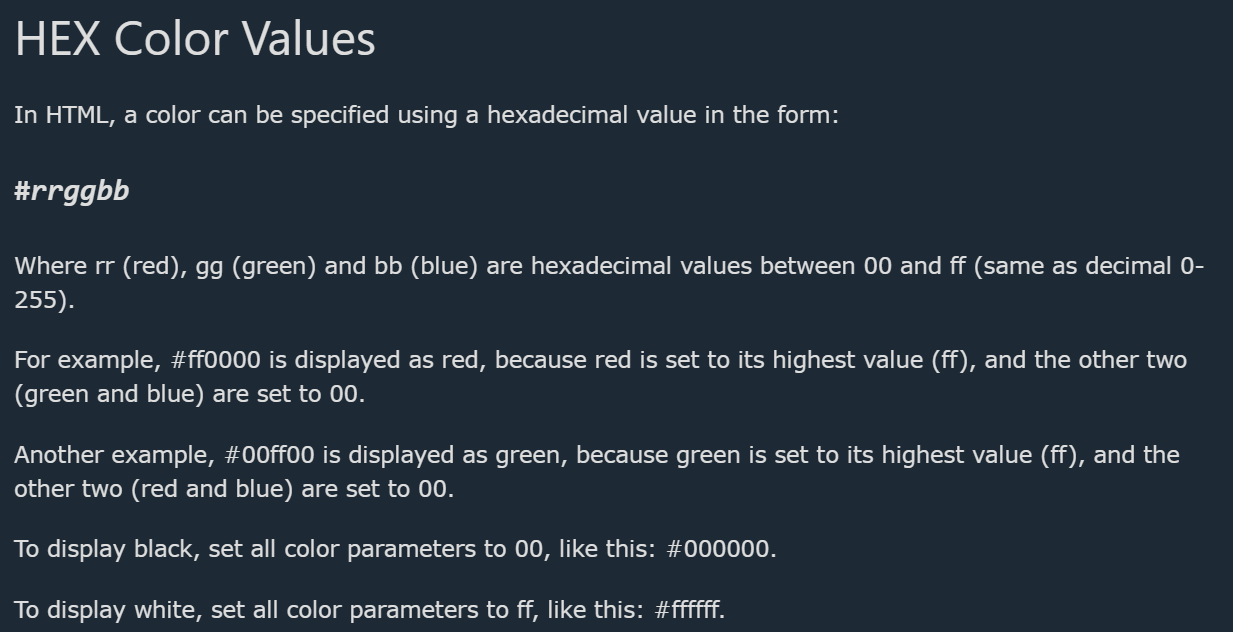 HEX Color Values
In HTML, a color can be specified using a hexadecimal value in the form:
#rrggbb
Where rr (red), gg (green) and bb (blue) are hexadecimal values between 00 and ff (same as decimal 0-
255).
For example, #ff0000 is displayed as red, because red is set to its highest value (ff), and the other two
(green and blue) are set to 00.
Another example, #00ff00 is displayed as green, because green is set to its highest value (ff), and the
other two (red and blue) are set to 00.
To display black, set all color parameters to 00, like this: #000000.
To display white, set all color parameters to ff, like this: #ffffff.